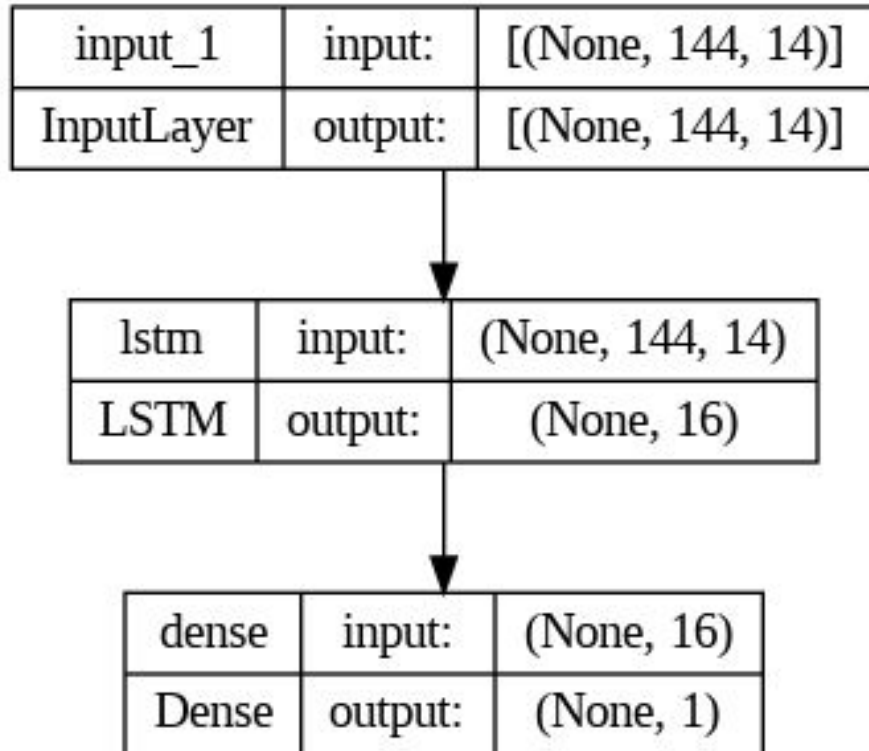 input_1 input: [(None, 144, 14)]
InputLayer output: [(None, 144, 14)]
lstm input: (None, 144, 14)
LSTM output: (None, 16)
dense input: (None, 16)
Dense output: (None, 1)